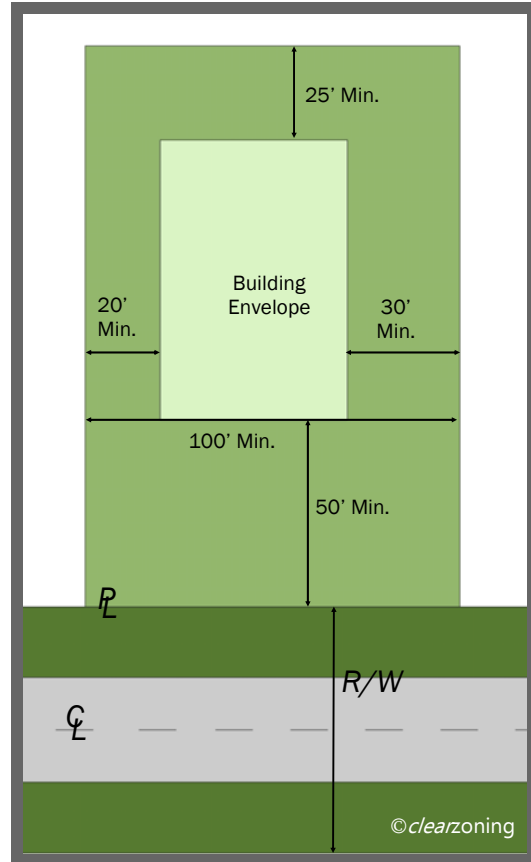 25’ Min.
Building
Envelope
20’
Min.
30’
Min.
100’ Min.
50’ Min.
PL
R/W
CL
©clearzoning